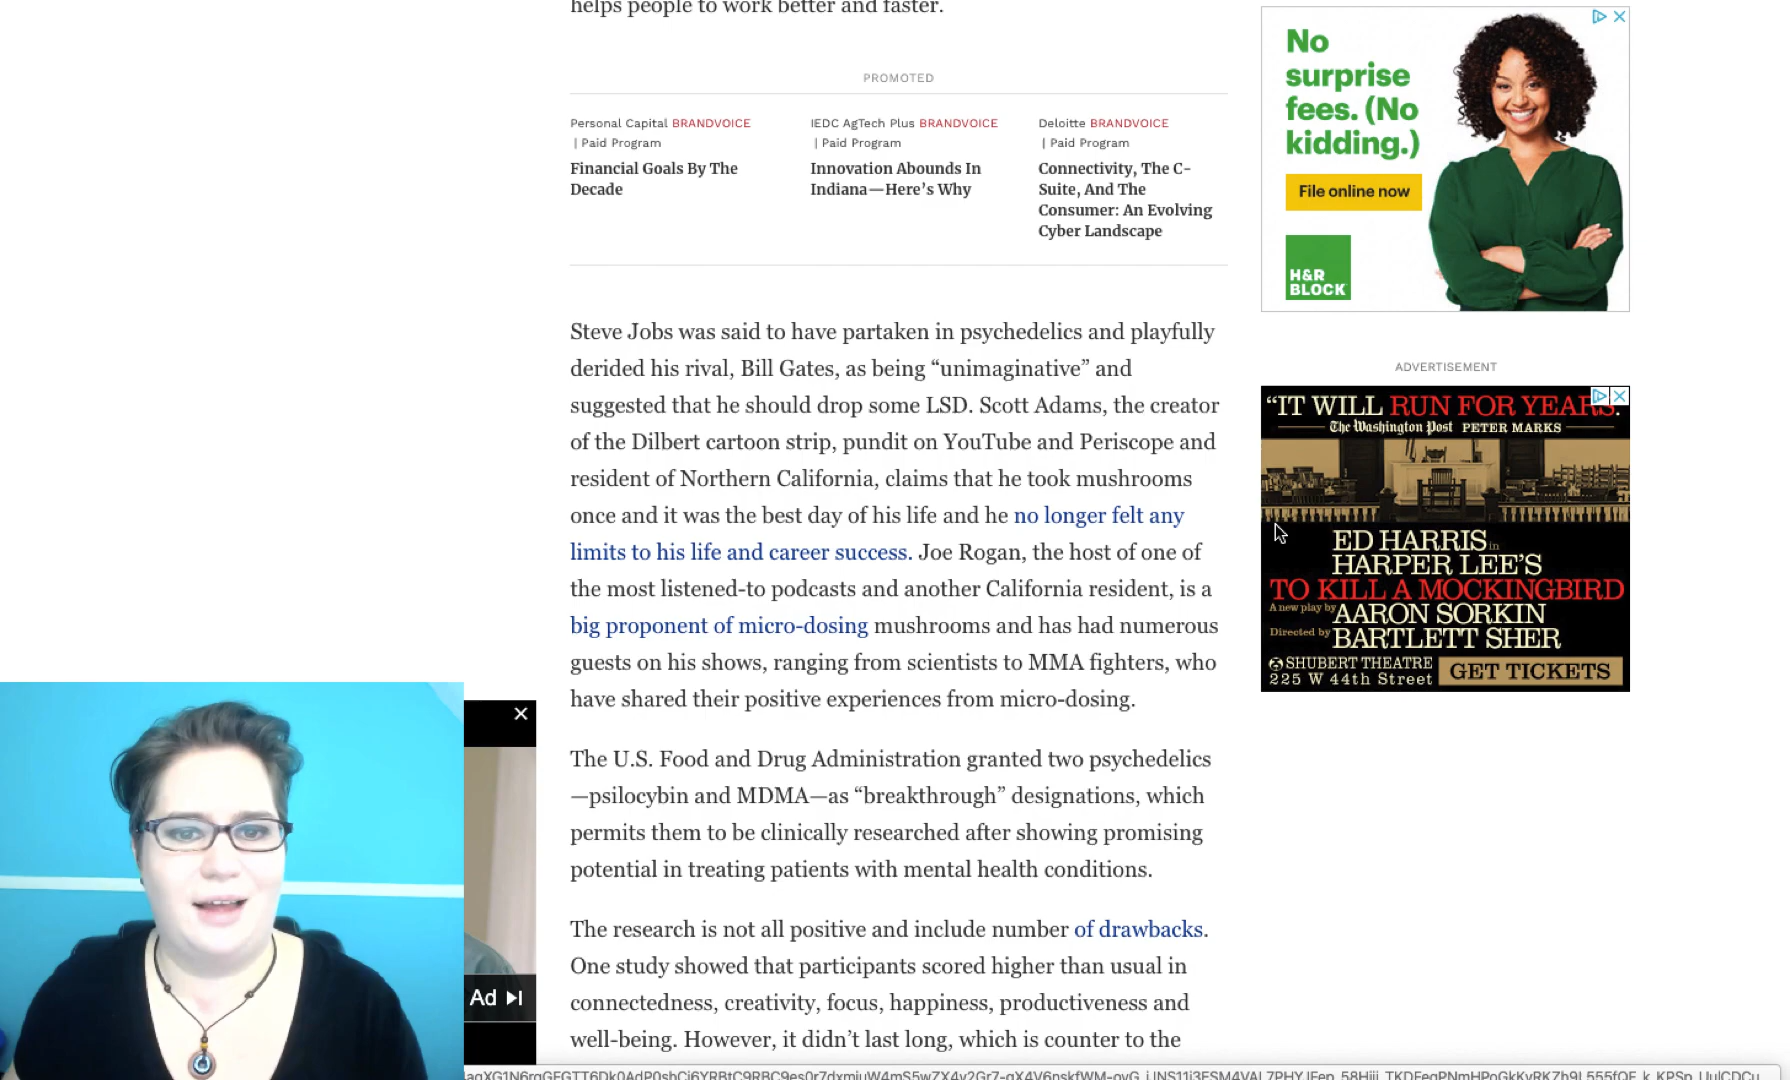 helps people to work better and faster.
PROMOTED
Personal Capital BRANDVOICE
| Paid Program
Financial Goals By The
Decade
IEDC AgTech Plus BRANDVOICE
| Paid Program
Innovation Abounds In
Indiana—Here’s Why
Deloitte BRANDVOICE
| Paid Program
Connectivity, The C-
Suite, And The
Consumer: An Evolving
Cyber Landscape
Steve Jobs was said to have partaken in psychedelics and playfully
derided his rival, Bill Gates, as being “unimaginative” and
suggested that he should drop some LSD. Scott Adams, the creator
of the Dilbert cartoon strip, pundit on YouTube and Periscope and
resident of Northern California, claims that he took mushrooms
once and it was the best day of his life and he no longer felt any
limits to his life and career success. Joe Rogan, the host of one of
the most listened-to podcasts and another California resident, is a
big proponent of micro-dosing mushrooms and has had numerous
guests on his shows, ranging from scientists to MMA fighters, who
have shared their positive experiences from micro-dosing.
The U.S. Food and Drug Administration granted two psychedelics
—psilocybin and MDMA—as “breakthrough” designations, which
permits them to be clinically researched after showing promising
potential in treating patients with mental health conditions.
The research is not all positive and include number of drawbacks.
One study showed that participants scored higher than usual in
connectedness, creativity, focus, happiness, productiveness and
well-being. However, it didn’t last long, which is counter to the
No
surprise
fees. (No
kidding.)
File online now
H&R
BLOCK
ADVERTISEMENT
“IT WILL RUN FOR YEARS.
The Washington Post PETER MARKS
ED HARRIS in
HARPER LEE'S
TO KILL A MOCKINGBIRD
A new play by AARON SORKIN
Directed by BARTLETT SHER
SHUBERT THEATRE
225 W 44th Street
GET TICKETS
Ad